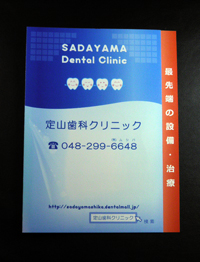 SADAYAMA
Dental Clinic
最先端の設備・治療
定山歯科クリニック
☎ 048-299-6648
http://sadayamashika.dentalmall.jp/
定山歯科クリニック 検索